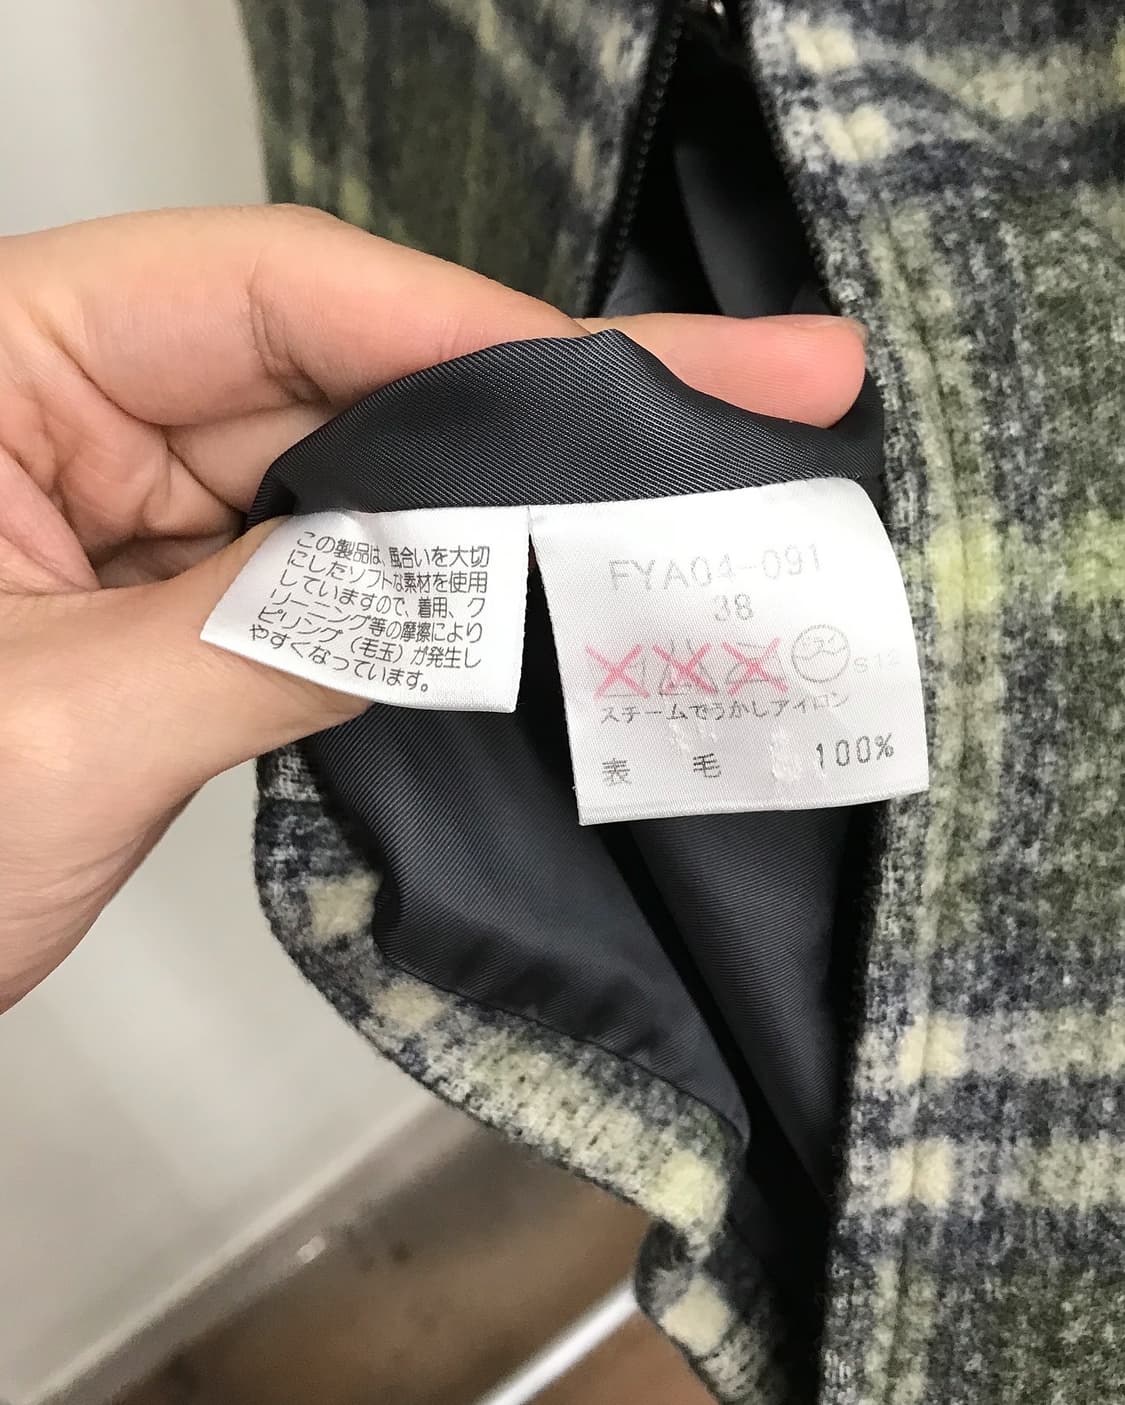 この製品は、風合いを大切
にしたソフトな素材を使用
していますので、着用、ク
リーニング等の摩擦により
ピリング（毛玉）が発生し
やすくなっています。
FYA04-091
38
ドライ
S12
スチームでうかしアイロン
表 毛 100%